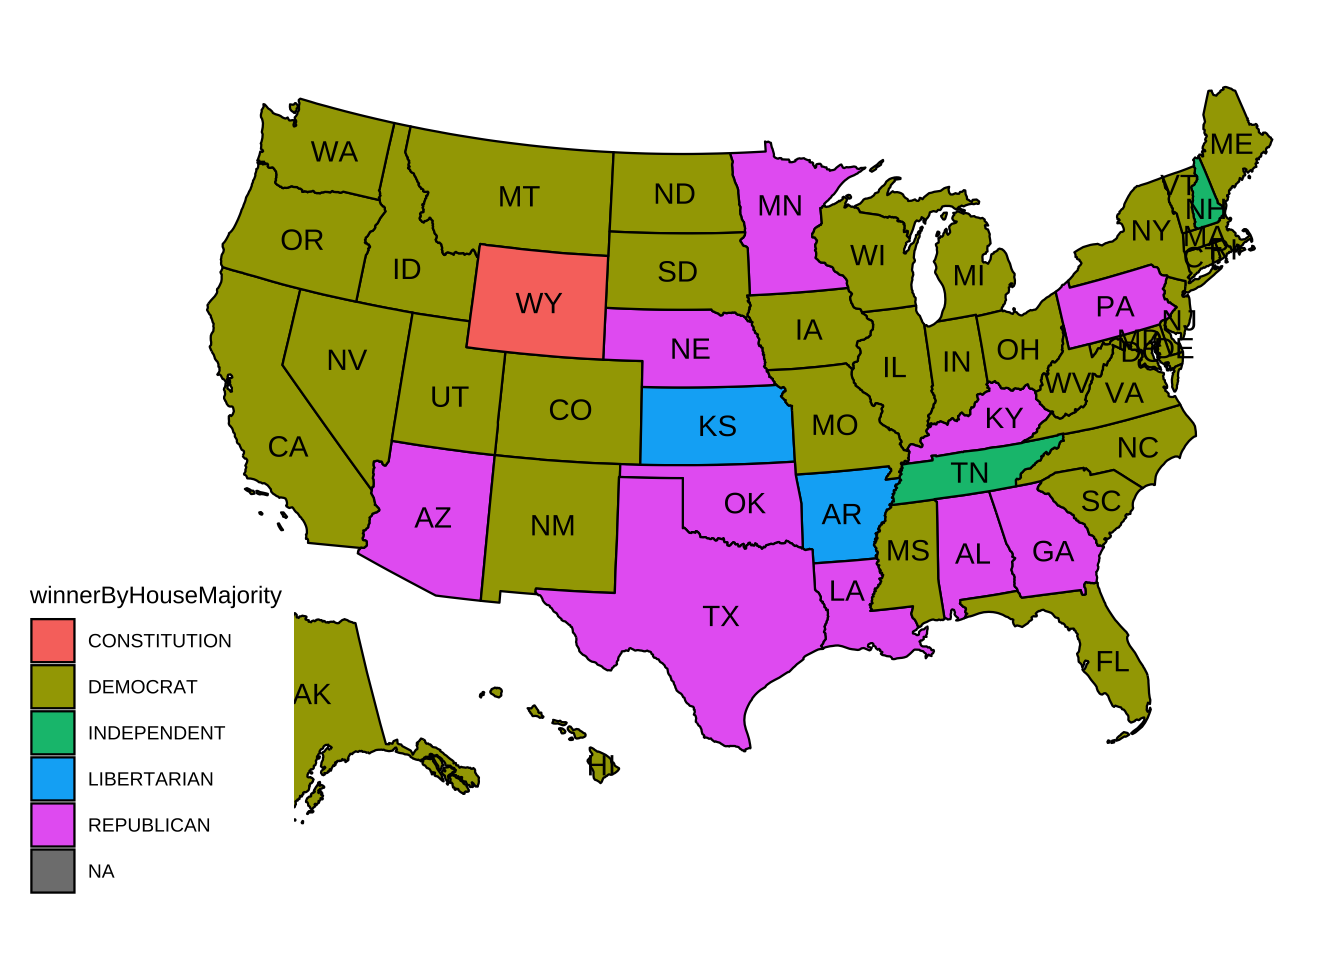 WA
MT
ND
MN
ME
VT
NH
OR
ID
WY
SD
WI
MI
NY
MA
CT
RI
NV
UT
CO
NE
IA
IL
IN
OH
PA
NJ
MD
DE
DC
WV
VA
CA
AZ
NM
KS
OK
TX
MO
AR
LA
MS
KY
TN
AL
GA
NC
SC
FL
AK
HI
winnerByHouseMajority
CONSTITUTION
DEMOCRAT
INDEPENDENT
LIBERTARIAN
REPUBLICAN
NA